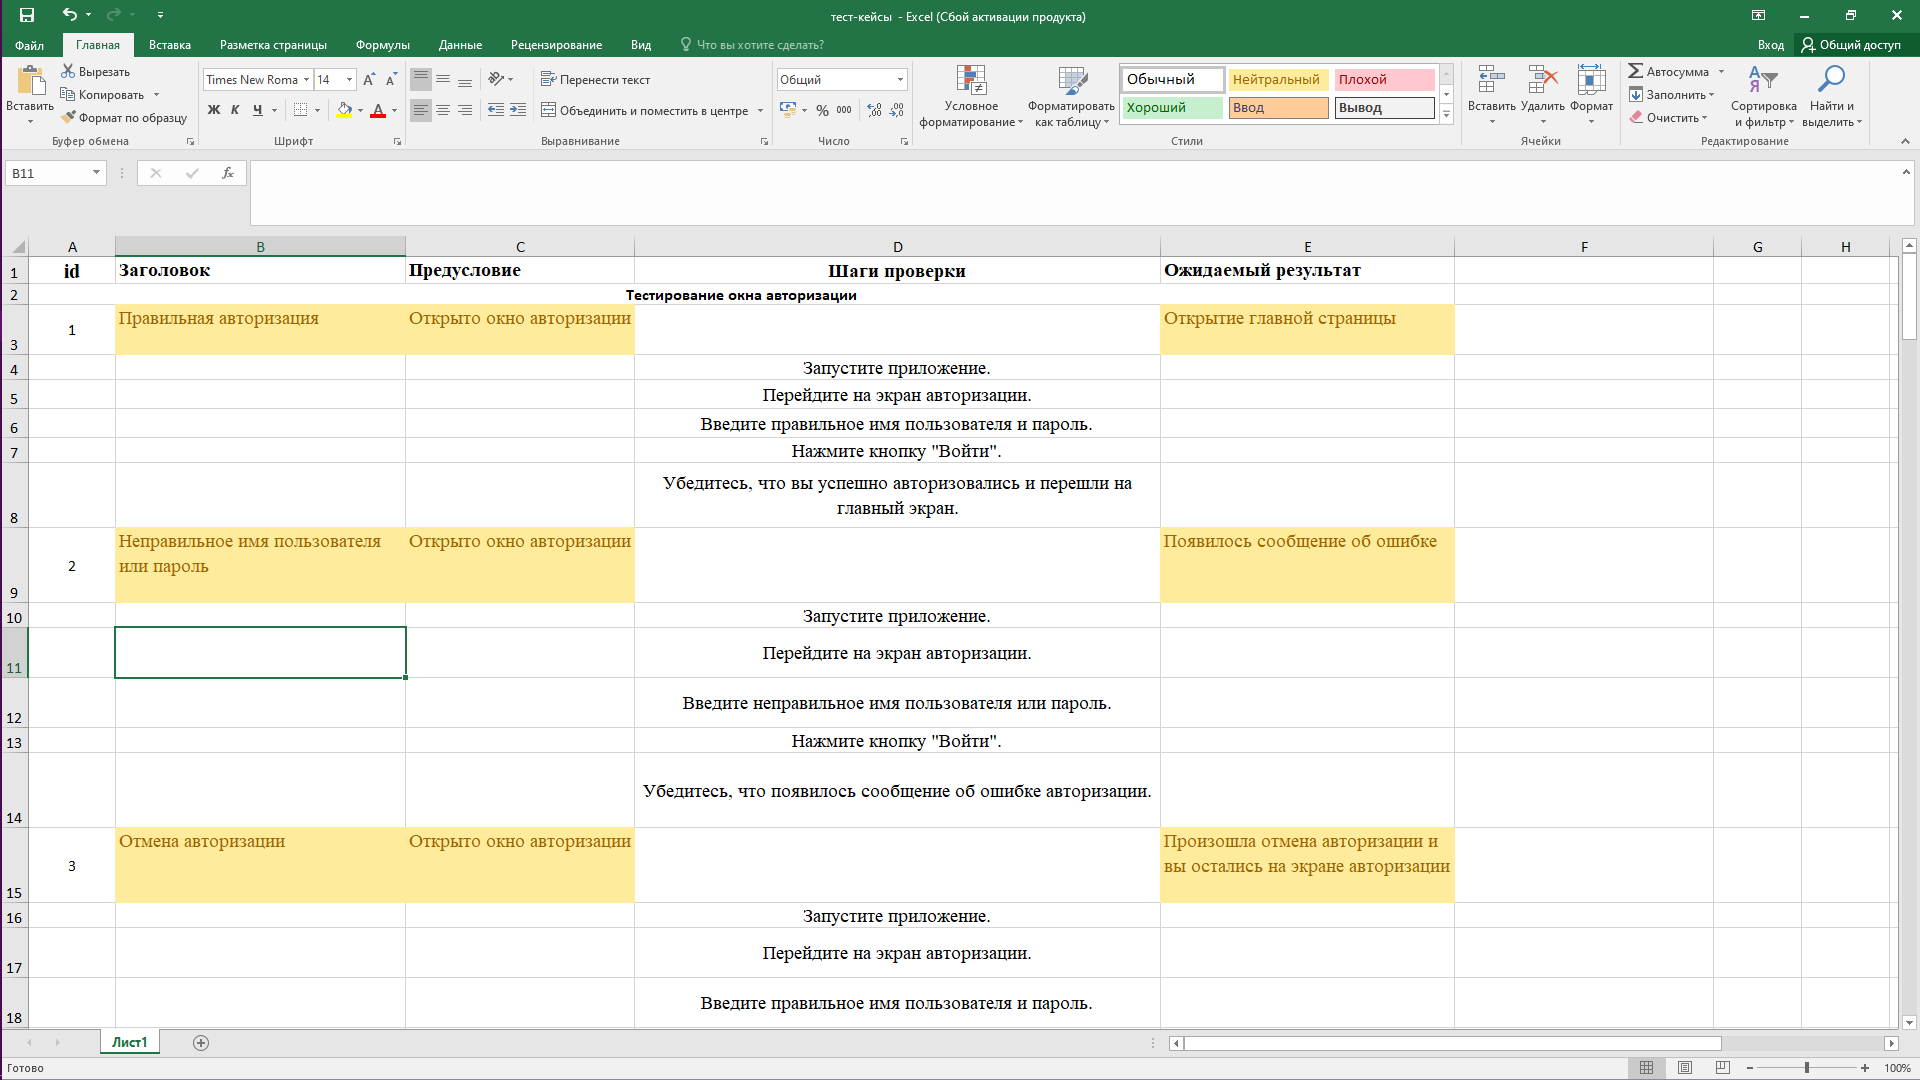 тест-кейсы - Excel (Сбой активации продукта)
Файл Главная Вставка Разметка страницы Формулы Данные Рецензирование Вид Что вы хотите сделать? Вход Общий доступ
Вставить
Вырезать
Копировать
Формат по образцу
Буфер обмена
Times New Roma 14
Ж К Ч
Шрифт
Перенести текст
Объединить и поместить в центре
Выравнивание
Общий
% 000
Число
Условное форматирование
Форматировать как таблицу
Обычный Нейтральный Плохой
Хороший Ввод Вывод
Стили
Вставить Удалить Формат
Ячейки
Автосумма
Заполнить
Очистить
Сортировка и фильтр
Найти и выделить
Редактирование
B11 fx
A B C D E F G H
1 id Заголовок Предусловие Шаги проверки Ожидаемый результат
2 Тестирование окна авторизации
3 1 Правильная авторизация Открыто окно авторизации Открытие главной страницы
4 Запустите приложение.
5 Перейдите на экран авторизации.
6 Введите правильное имя пользователя и пароль.
7 Нажмите кнопку "Войти".
8 Убедитесь, что вы успешно авторизовались и перешли на
главный экран.
9 2 Неправильное имя пользователя Открыто окно авторизации Появилось сообщение об ошибке
или пароль
10 Запустите приложение.
11 Перейдите на экран авторизации.
12 Введите неправильное имя пользователя или пароль.
13 Нажмите кнопку "Войти".
14 Убедитесь, что появилось сообщение об ошибке авторизации.
15 3 Отмена авторизации Открыто окно авторизации Произошла отмена авторизации и
вы остались на экране авторизации
16 Запустите приложение.
17 Перейдите на экран авторизации.
18 Введите правильное имя пользователя и пароль.
Лист1
Готово 100%